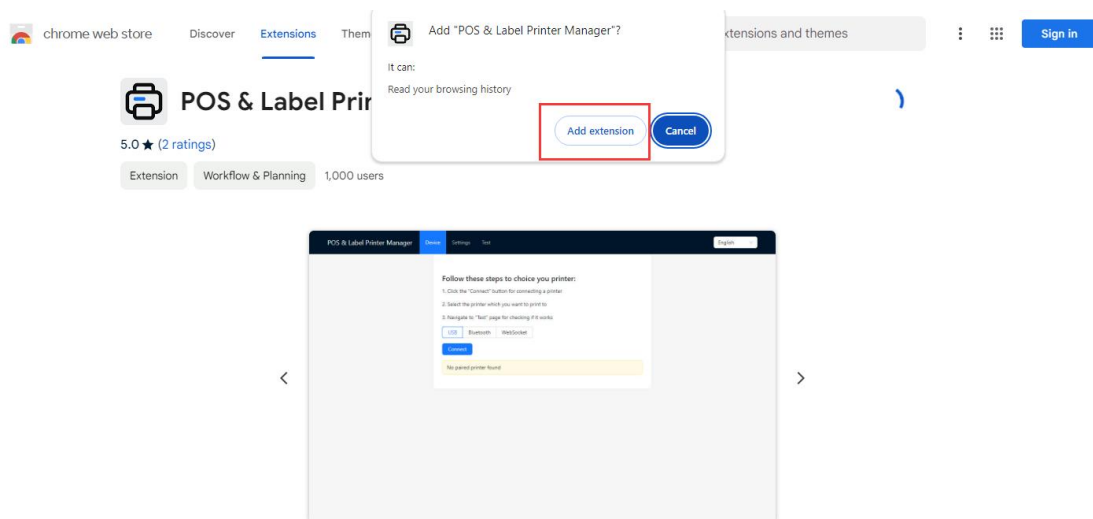 chrome web store
Discover
Extensions
Them
xtensions and themes
Sign in
Add "POS & Label Printer Manager"?
It can:
Read your browsing history
Add extension
Cancel
POS & Label Prin
5.0 ★ (2 ratings)
Extension
Workflow & Planning
1,000 users
POS & Label Printer Manager
Device
Settings
Test
English
Follow these steps to choice you printer:
1. Click the "Connect" button for connecting a printer
2. Select the printer which you want to print to
3. Navigate to "Test" page for checking if it works
USB
Bluetooth
WebSocket
Connect
No paired printer found